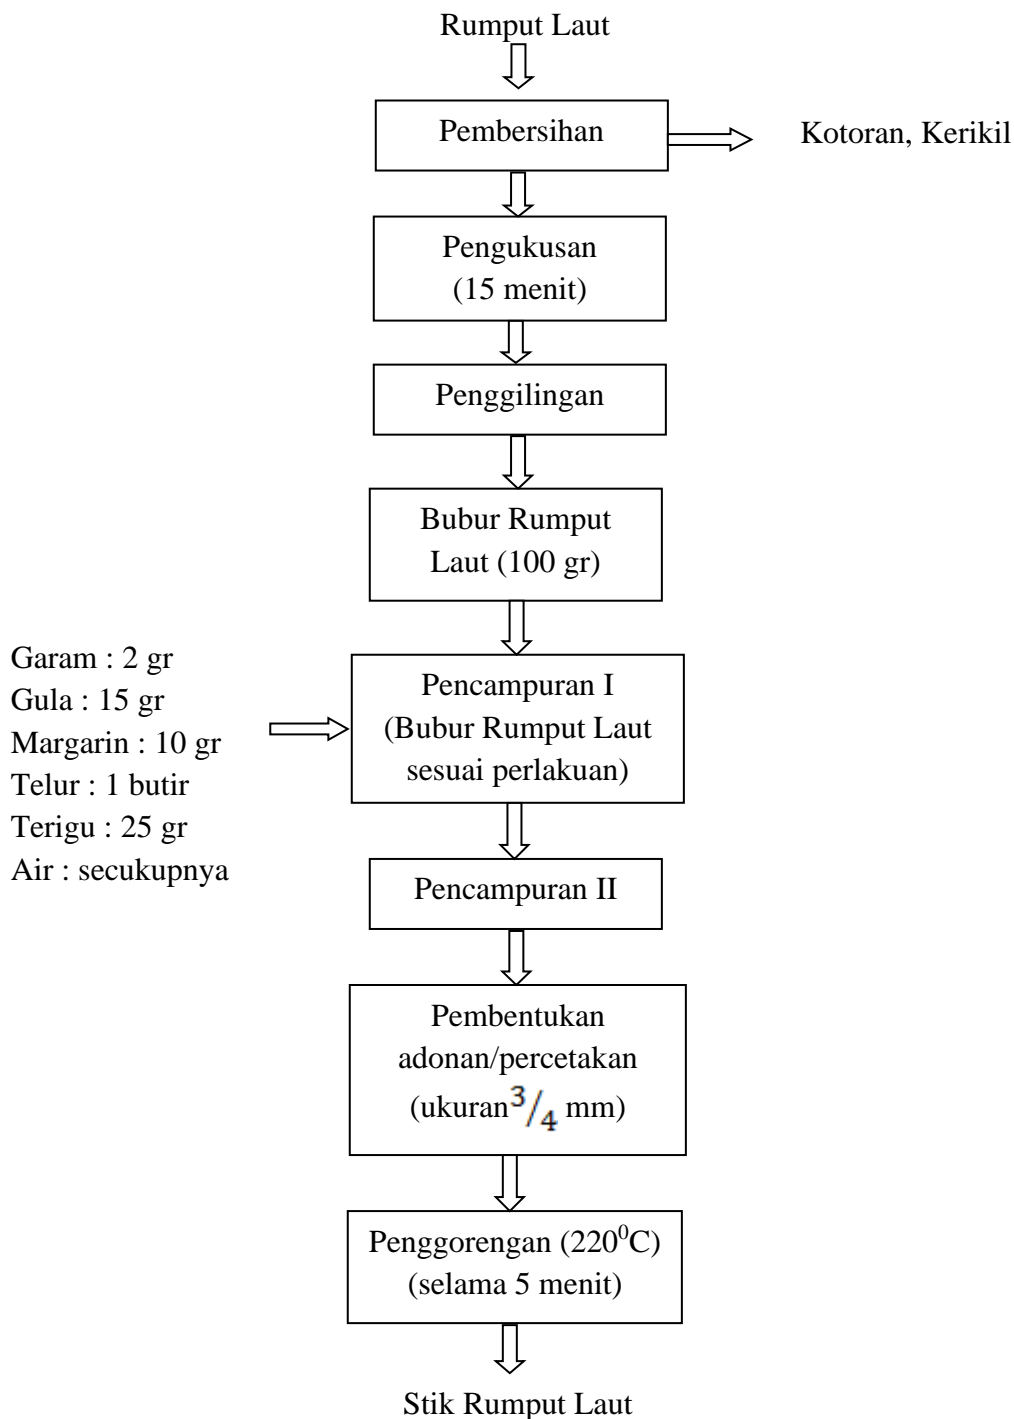 Rumput Laut
Pembersihan
Kotoran, Kerikil
Pengukusan
(15 menit)
Penggilingan
Bubur Rumput
Laut (100 gr)
Garam : 2 gr
Gula : 15 gr
Margarin : 10 gr
Telur : 1 butir
Terigu : 25 gr
Air : secukupnya
Pencampuran I
(Bubur Rumput Laut
sesuai perlakuan)
Pencampuran II
Pembentukan
adonan/percetakan
(ukuran 3/4 mm)
Penggorengan (220⁰C)
(selama 5 menit)
Stik Rumput Laut